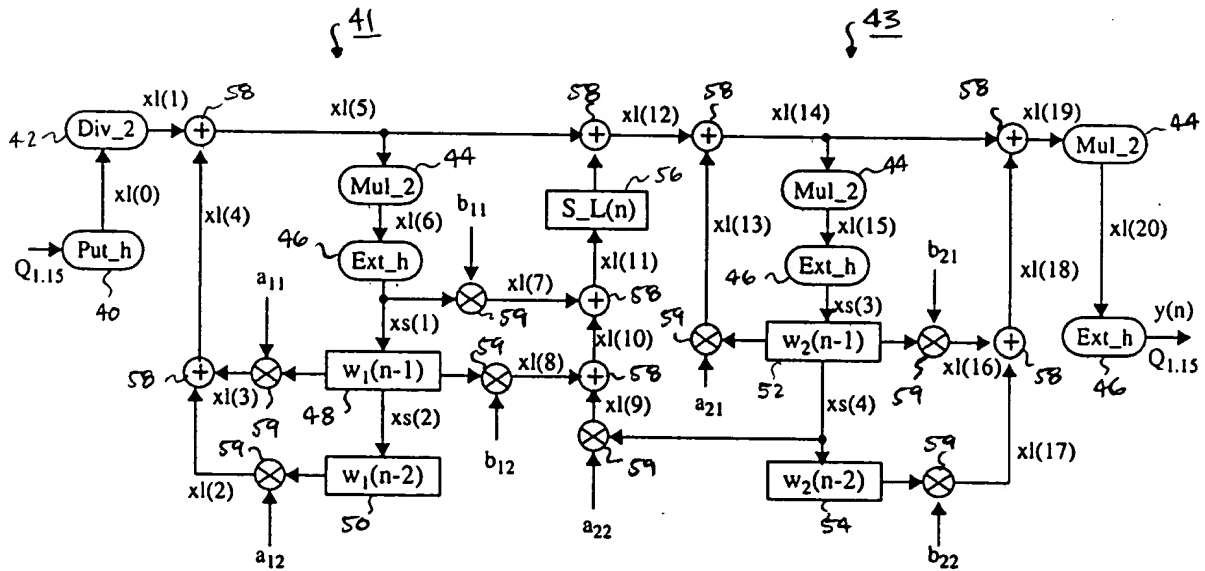 41
43
xl(1)
58
xl(5)
58
xl(12)
58
xl(14)
58
xl(19)
44
42
Div_2
Mul_2
44
56
44
xl(0)
xl(4)
Mul_2
b11
S_L(n)
xl(13)
Mul_2
xl(20)
xl(6)
xl(15)
b21
46
Ext_h
xl(11)
46
Ext_h
xl(18)
Q1.15
Put_h
40
a11
xl(7)
58
59
59
xs(1)
59
xl(10)
xs(3)
y(n)
Ext_h
Q1.15
46
58
xl(3)
59
w1(n-1)
48
59
xl(8)
58
w2(n-1)
52
59
xl(16)
58
xs(2)
xl(9)
a21
xs(4)
59
b12
59
59
xl(17)
xl(2)
w1(n-2)
50
w2(n-2)
54
a12
a22
b22